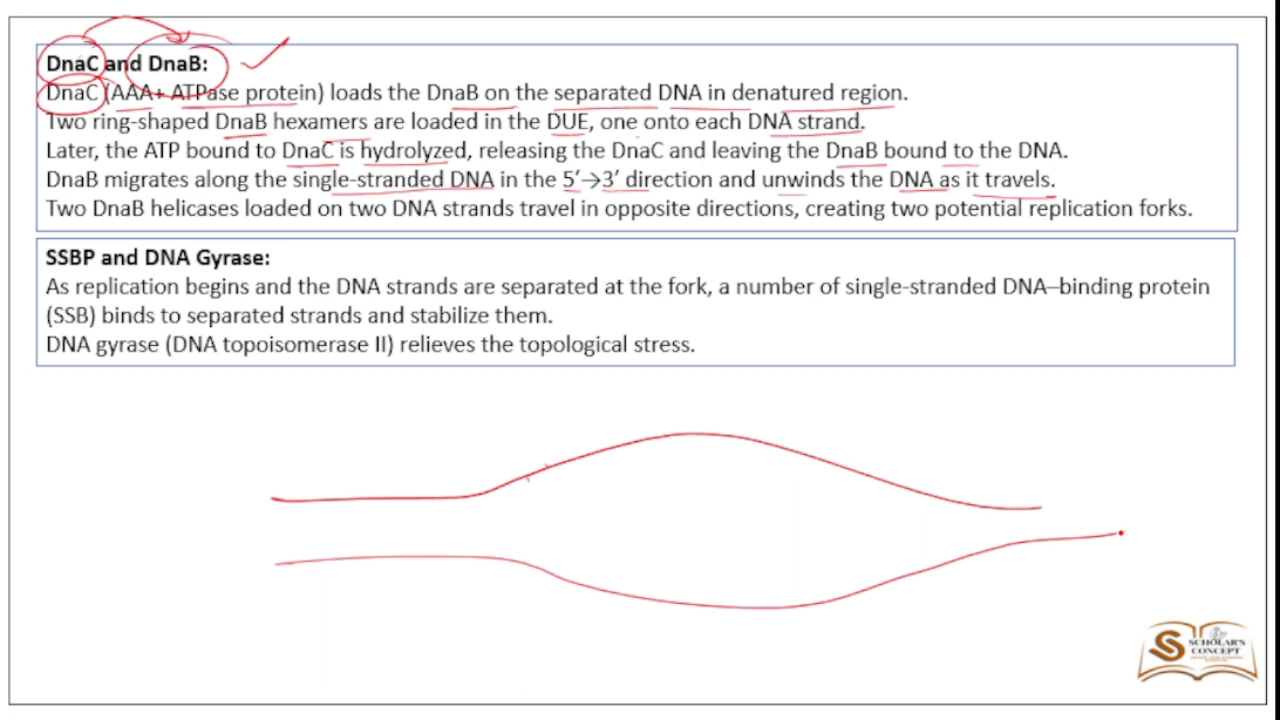 DnaC and DnaB:
DnaC (AAA+ ATPase protein) loads the DnaB on the separated DNA in denatured region.
Two ring-shaped DnaB hexamers are loaded in the DUE, one onto each DNA strand.
Later, the ATP bound to DnaC is hydrolyzed, releasing the DnaC and leaving the DnaB bound to the DNA.
DnaB migrates along the single-stranded DNA in the 5′→3′ direction and unwinds the DNA as it travels.
Two DnaB helicases loaded on two DNA strands travel in opposite directions, creating two potential replication forks.
SSBP and DNA Gyrase:
As replication begins and the DNA strands are separated at the fork, a number of single-stranded DNA–binding protein
(SSB) binds to separated strands and stabilize them.
DNA gyrase (DNA topoisomerase II) relieves the topological stress.
SCHOLAR'S
CONCEPT